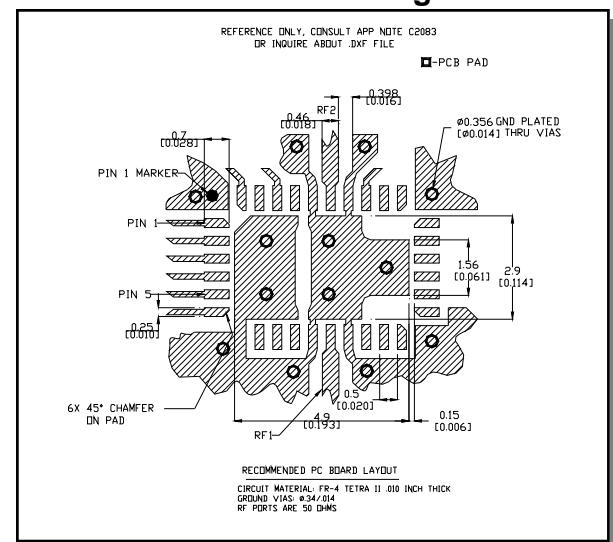 REFERENCE ONLY, CONSULT APP NOTE C2083
OR INQUIRE ABOUT .DXF FILE
-PCB PAD
0.398
[0.016]
RF2
0.46
[0.018]
Ø0.356 GND PLATED
[Ø0.014] THRU VIAS
0.7
[0.028]
PIN 1 MARKER
PIN 1
1.56
[0.061]
2.9
[0.114]
PIN 5
0.25
[0.010]
6X 45° CHAMFER
ON PAD
0.5
[0.020]
4.9
[0.193]
0.15
[0.006]
RF1
RECOMMENDED PC BOARD LAYOUT
CIRCUIT MATERIAL: FR-4 TETRA II .010 INCH THICK
GROUND VIAS: Ø.34/.014
RF PORTS ARE 50 OHMS